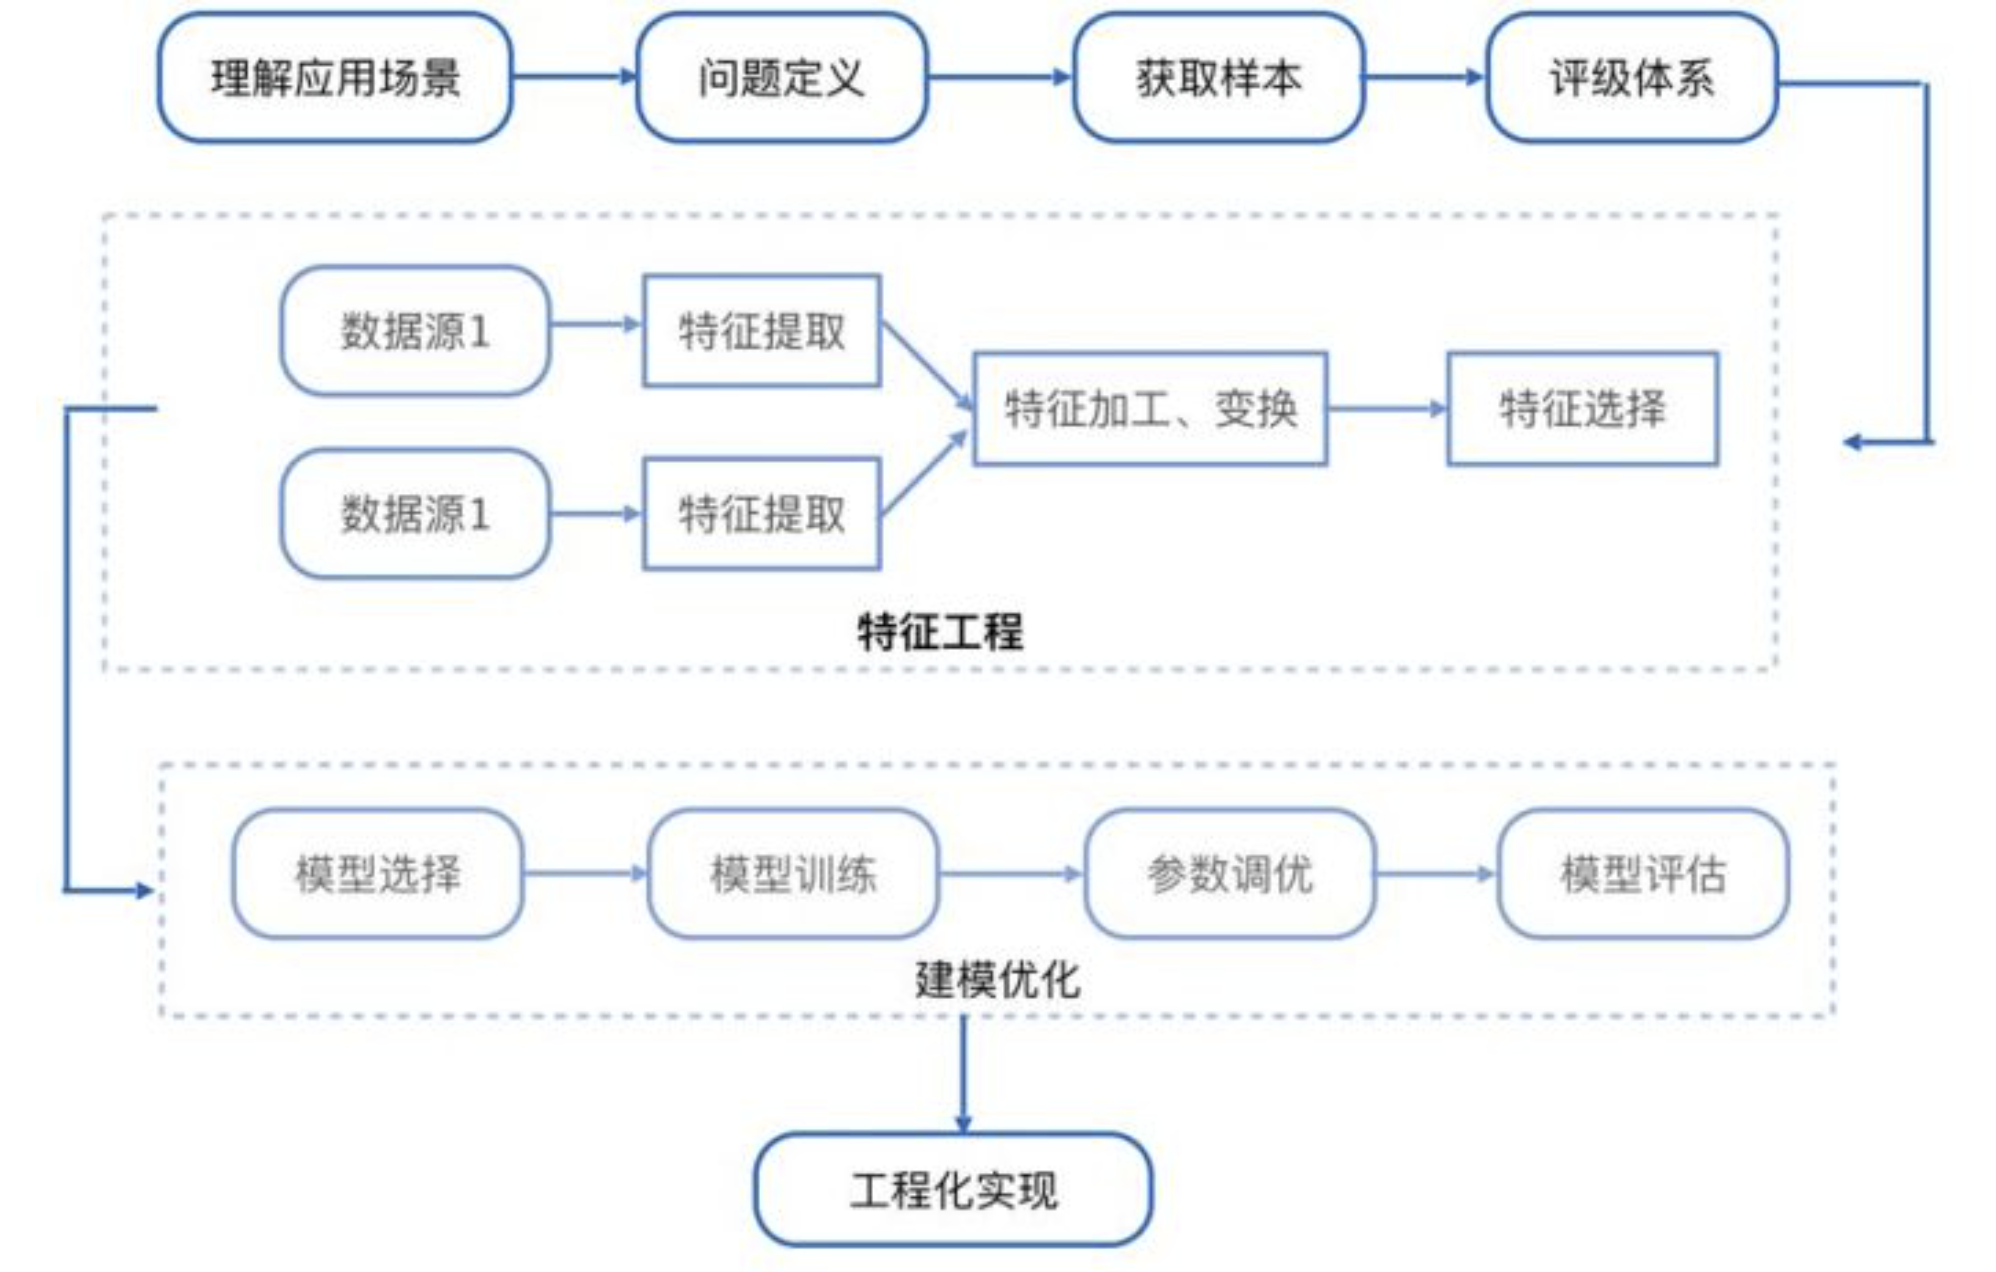 理解应用场景
问题定义
获取样本
评级体系
数据源1
特征提取
特征加工、变换
特征选择
数据源1
特征提取
特征工程
模型选择
模型训练
参数调优
模型评估
建模优化
工程化实现